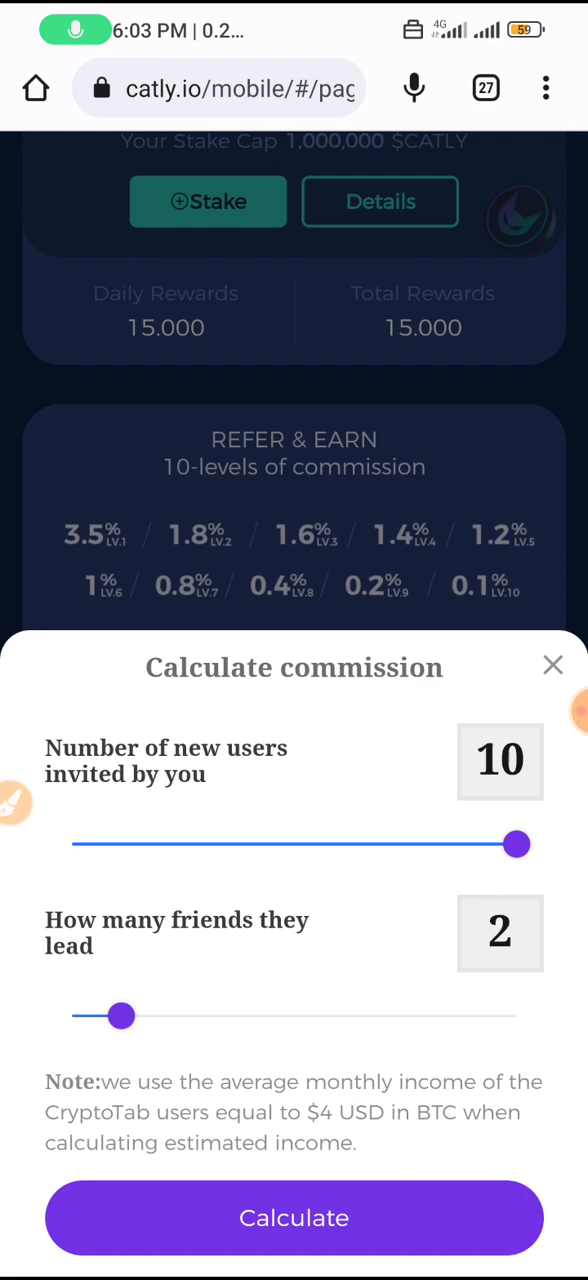 6:03 PM | 0.2...
4G
59
catly.io/mobile/#/pag
27
Your Stake Cap 1,000,000 $CATLY
Stake
Details
Daily Rewards
Total Rewards
15.000
15.000
REFER & EARN
10-levels of commission
3.5% LV.1 / 1.8% LV.2 / 1.6% LV.3 / 1.4% LV.4 / 1.2% LV.5
1% LV.6 / 0.8% LV.7 / 0.4% LV.8 / 0.2% LV.9 / 0.1% LV.10
Calculate commission
Number of new users
invited by you
10
How many friends they
lead
2
Note:we use the average monthly income of the
CryptoTab users equal to $4 USD in BTC when
calculating estimated income.
Calculate